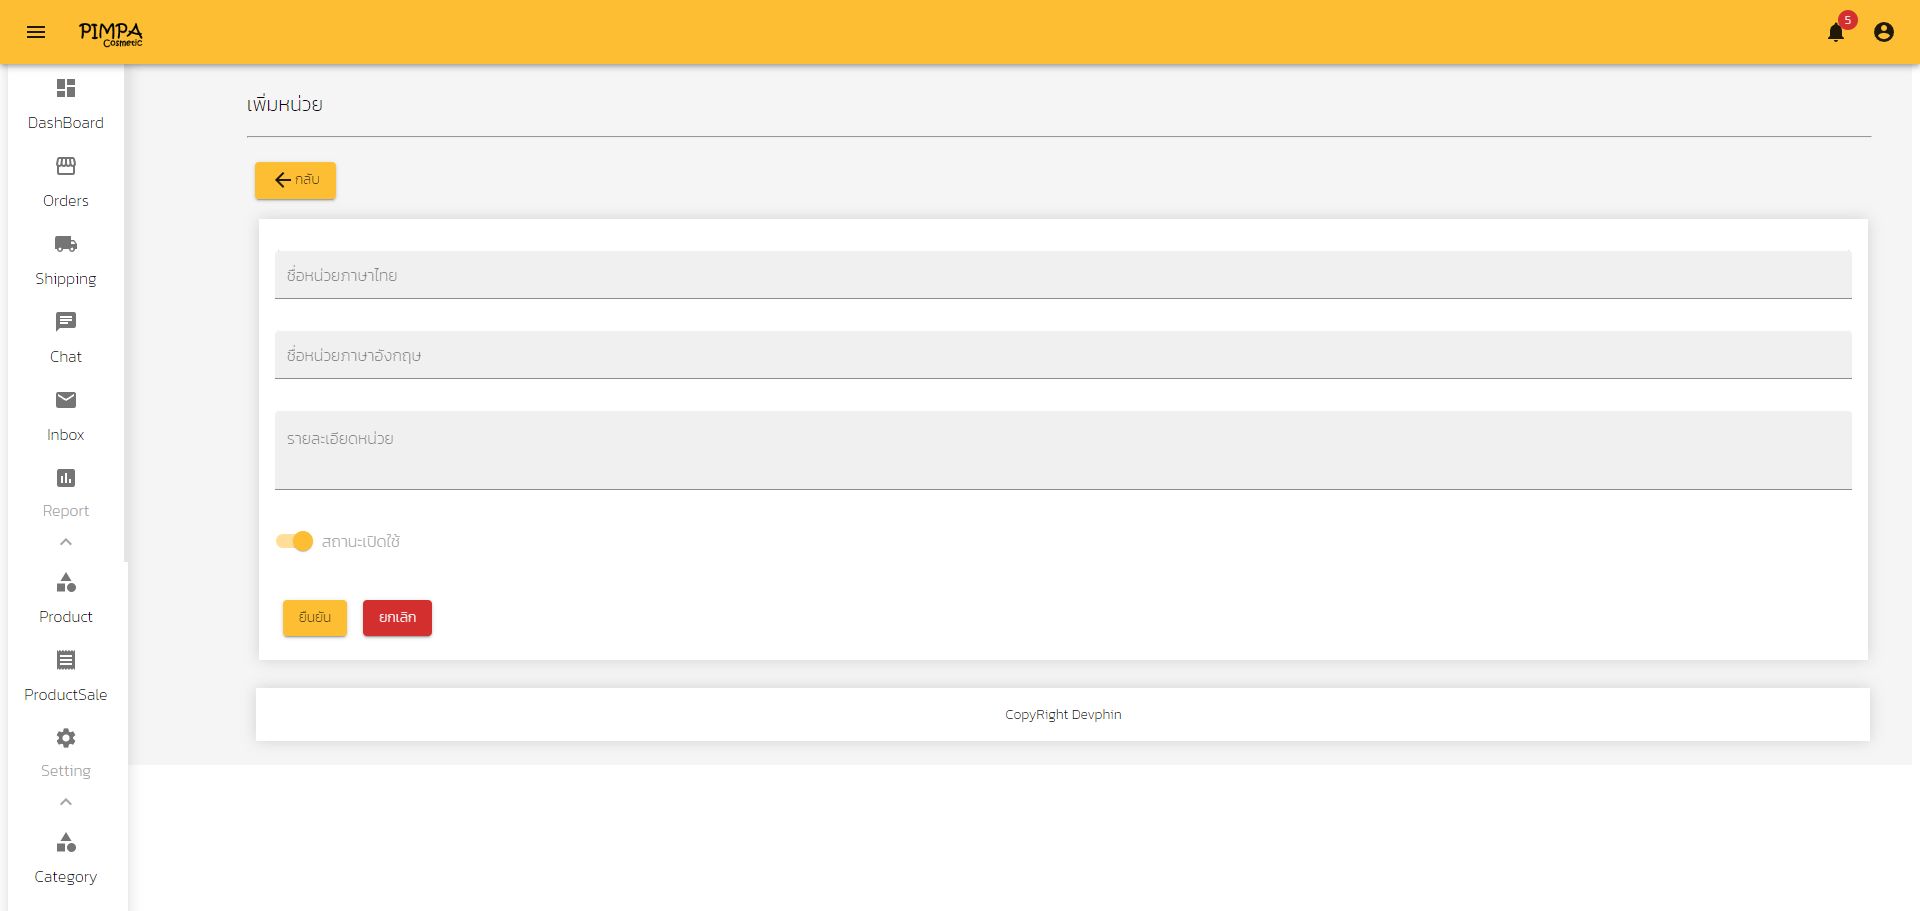 PIMPA
Cosmetic
5
DashBoard
Orders
Shipping
Chat
Inbox
Report
Product
ProductSale
Setting
Category
เพิ่มหน่วย
กลับ
ชื่อหน่วยภาษาไทย
ชื่อหน่วยภาษาอังกฤษ
รายละเอียดหน่วย
สถานะเปิดใช้
ยืนยัน
ยกเลิก
CopyRight Devphin